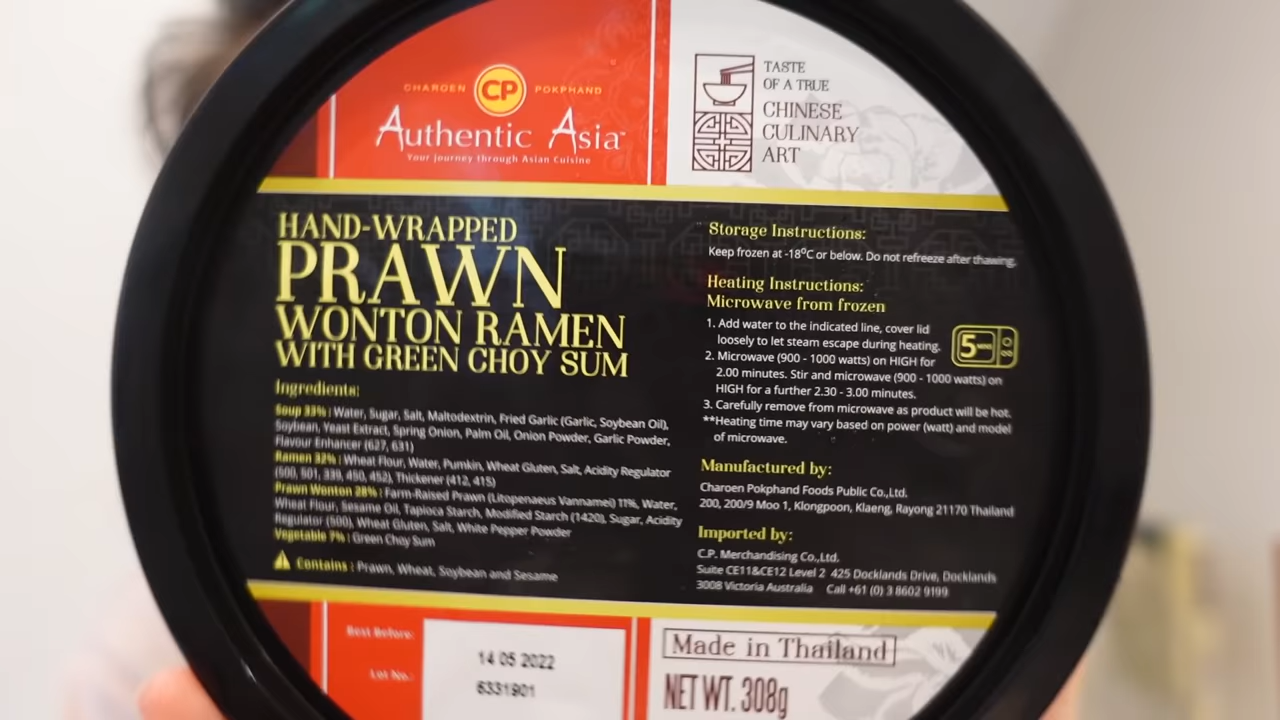 CHAROEN CP POKPHAND
Authentic Asia™
Your journey through Asian Cuisine
TASTE
OF A TRUE
CHINESE
CULINARY
ART
HAND-WRAPPED
PRAWN
WONTON RAMEN
WITH GREEN CHOY SUM
Ingredients:
Soup 33% : Water, Sugar, Salt, Maltodextrin, Fried Garlic (Garlic, Soybean Oil),
Soybean, Yeast Extract, Spring Onion, Palm Oil, Onion Powder, Garlic Powder,
Flavour Enhancer (627, 631)
Ramen 32% : Wheat Flour, Water, Pumkin, Wheat Gluten, Salt, Acidity Regulator
(500, 501, 339, 450, 452), Thickener (412, 415)
Prawn Wonton 28% : Farm-Raised Prawn (Litopenaeus Vannamei) 11%, Water,
Wheat Flour, Sesame Oil, Tapioca Starch, Modified Starch (1420), Sugar, Acidity
Regulator (500), Wheat Gluten, Salt, White Pepper Powder
Vegetable 7% : Green Choy Sum
Contains : Prawn, Wheat, Soybean and Sesame
Storage Instructions:
Keep frozen at -18°C or below. Do not refreeze after thawing.
Heating Instructions:
Microwave from frozen
1. Add water to the indicated line, cover lid
loosely to let steam escape during heating.
5 MINS
2. Microwave (900 - 1000 watts) on HIGH for
2.00 minutes. Stir and microwave (900 - 1000 watts) on
HIGH for a further 2.30 - 3.00 minutes.
3. Carefully remove from microwave as product will be hot.
**Heating time may vary based on power (watt) and model
of microwave.
Manufactured by:
Charoen Pokphand Foods Public Co.,Ltd.
200, 200/9 Moo 1, Klongpoon, Klaeng, Rayong 21170 Thailand
Imported by:
C.P. Merchandising Co.,Ltd.
Suite CE11&CE12 Level 2 425 Docklands Drive, Docklands
3008 Victoria Australia Call +61 (0) 3 8602 9199
Best Before:
14 05 2022
Lot No.:
6331901
Made in Thailand
NET WT. 308g